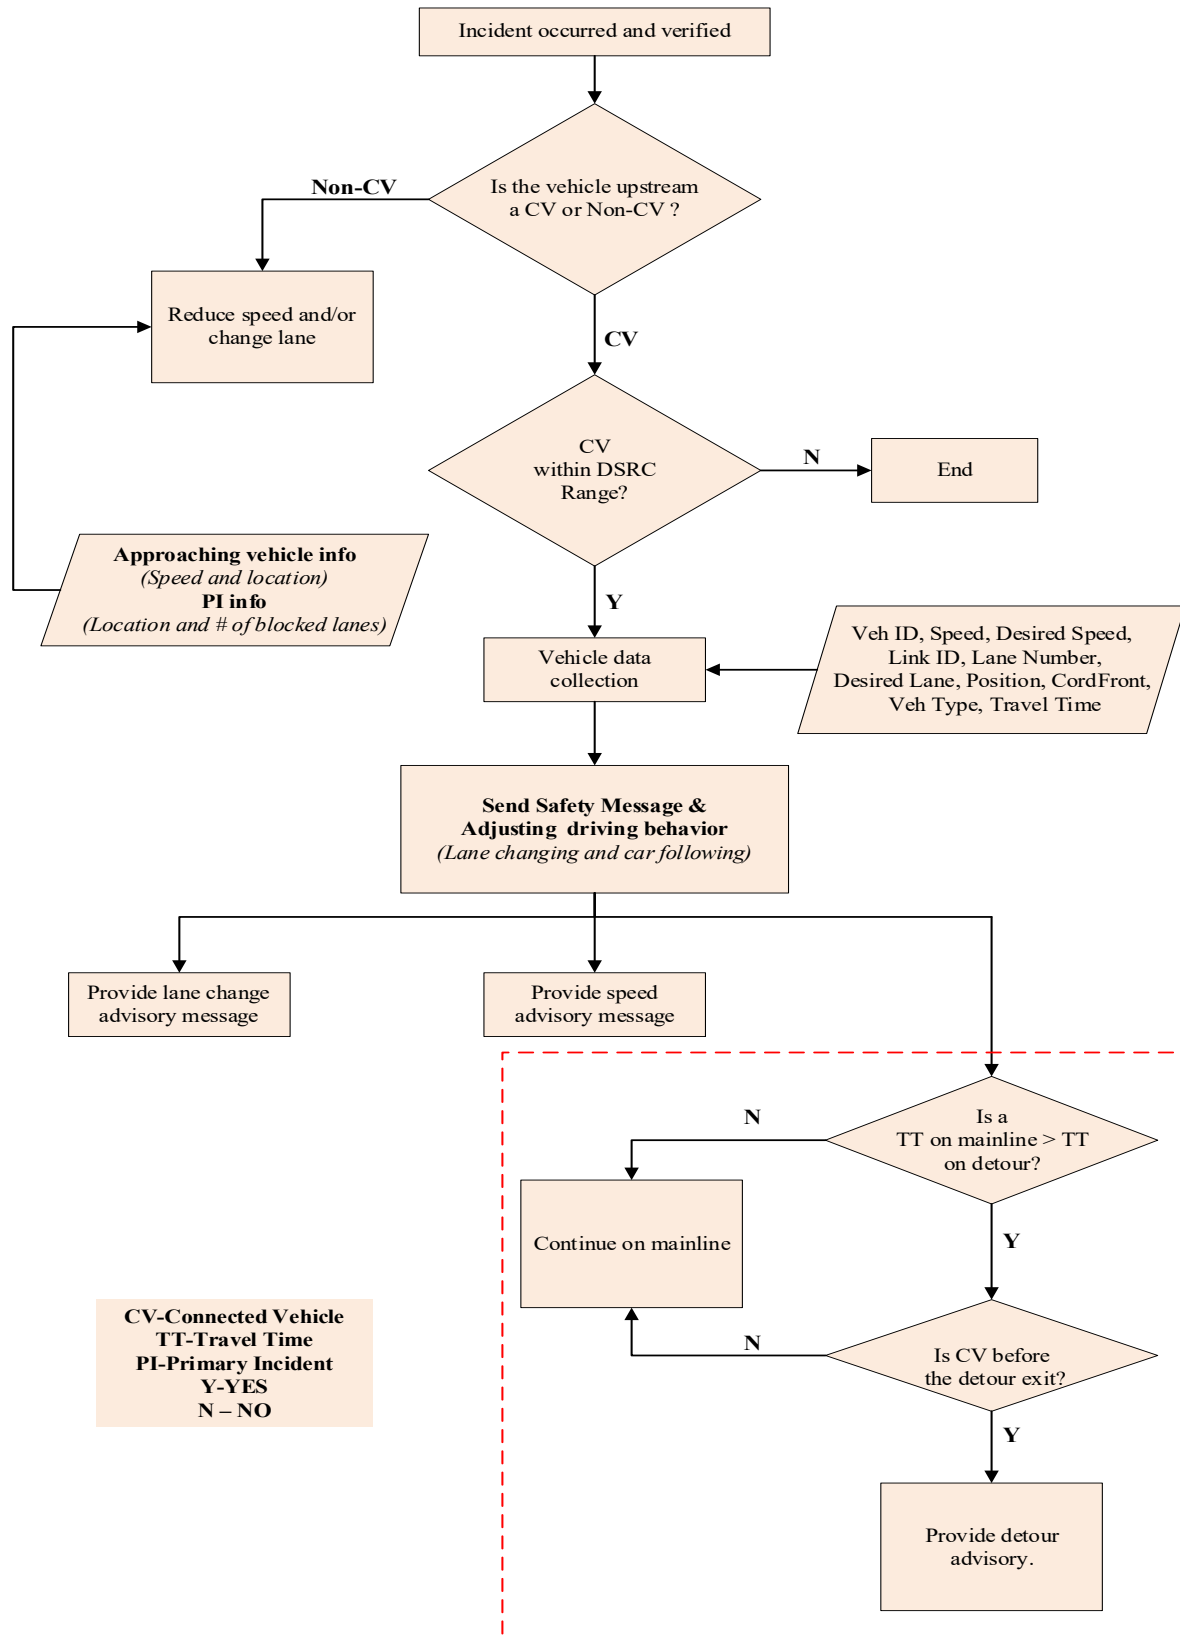 Incident occurred and verified
Is the vehicle upstream
a CV or Non-CV ?
Non-CV
Reduce speed and/or
change lane
CV
CV
within DSRC
Range?
N
End
Approaching vehicle info
(Speed and location)
PI info
(Location and # of blocked lanes)
Y
Vehicle data
collection
Veh ID, Speed, Desired Speed,
Link ID, Lane Number,
Desired Lane, Position, CordFront,
Veh Type, Travel Time
Send Safety Message &
Adjusting driving behavior
(Lane changing and car following)
Provide lane change
advisory message
Provide speed
advisory message
Is a
TT on mainline > TT
on detour?
N
Continue on mainline
Y
Is CV before
the detour exit?
N
Y
Provide detour
advisory.
CV-Connected Vehicle
TT-Travel Time
PI-Primary Incident
Y-YES
N – NO